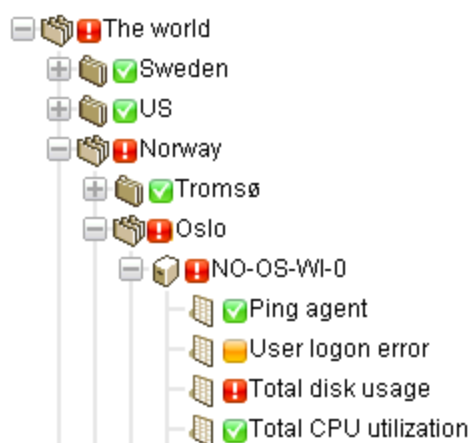 The world
Sweden
US
Norway
Tromsø
Oslo
NO-OS-WI-0
Ping agent
User logon error
Total disk usage
Total CPU utilization